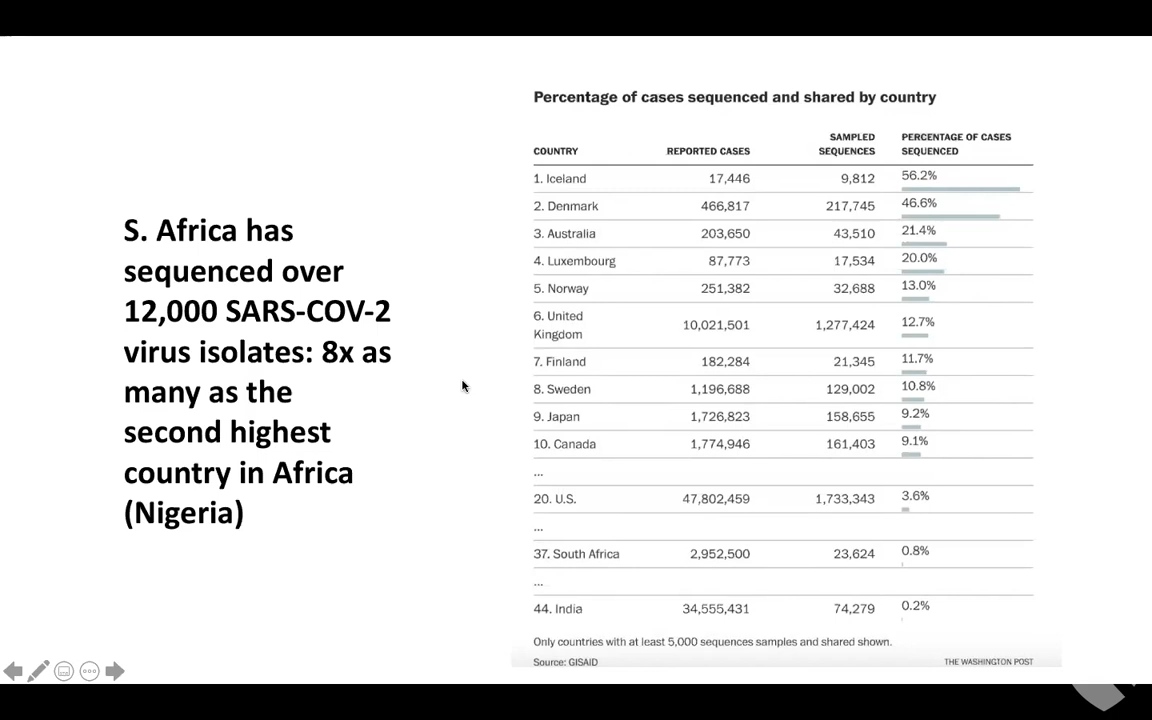 S. Africa has
sequenced over
12,000 SARS-COV-2
virus isolates: 8x as
many as the
second highest
country in Africa
(Nigeria)
Percentage of cases sequenced and shared by country
COUNTRY REPORTED CASES SAMPLED SEQUENCES PERCENTAGE OF CASES SEQUENCED
1. Iceland 17,446 9,812 56.2%
2. Denmark 466,817 217,745 46.6%
3. Australia 203,650 43,510 21.4%
4. Luxembourg 87,773 17,534 20.0%
5. Norway 251,382 32,688 13.0%
6. United Kingdom 10,021,501 1,277,424 12.7%
7. Finland 182,284 21,345 11.7%
8. Sweden 1,196,688 129,002 10.8%
9. Japan 1,726,823 158,655 9.2%
10. Canada 1,774,946 161,403 9.1%
...
20. U.S. 47,802,459 1,733,343 3.6%
...
37. South Africa 2,952,500 23,624 0.8%
...
44. India 34,555,431 74,279 0.2%
Only countries with at least 5,000 sequences samples and shared shown.
Source: GISAID THE WASHINGTON POST